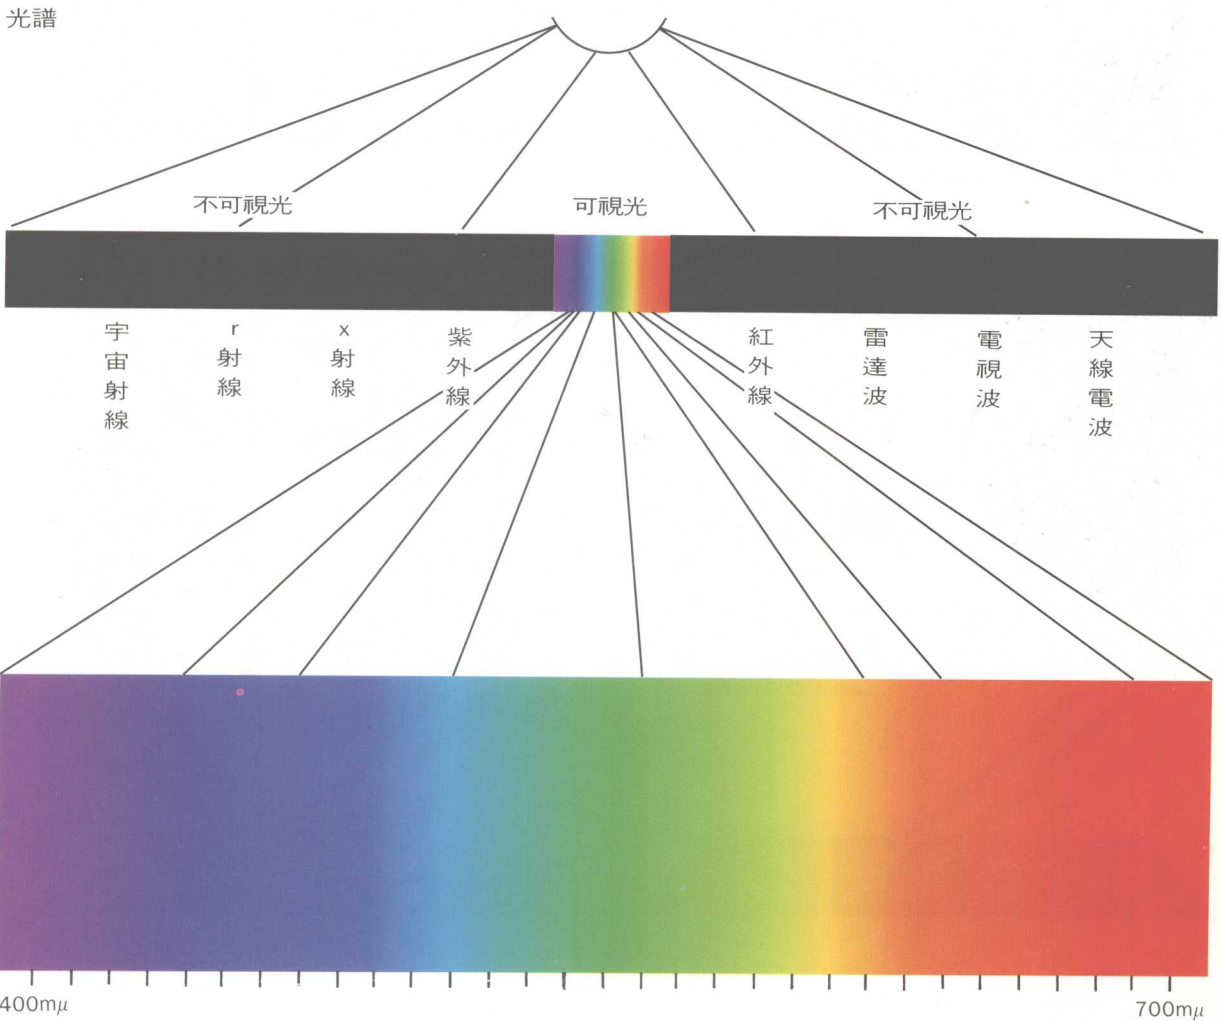 光譜
不可視光
可視光
不可視光
宇宙射線
r射線
x射線
紫外線
紅外線
雷達波
電視波
天線電波
400mμ
700mμ